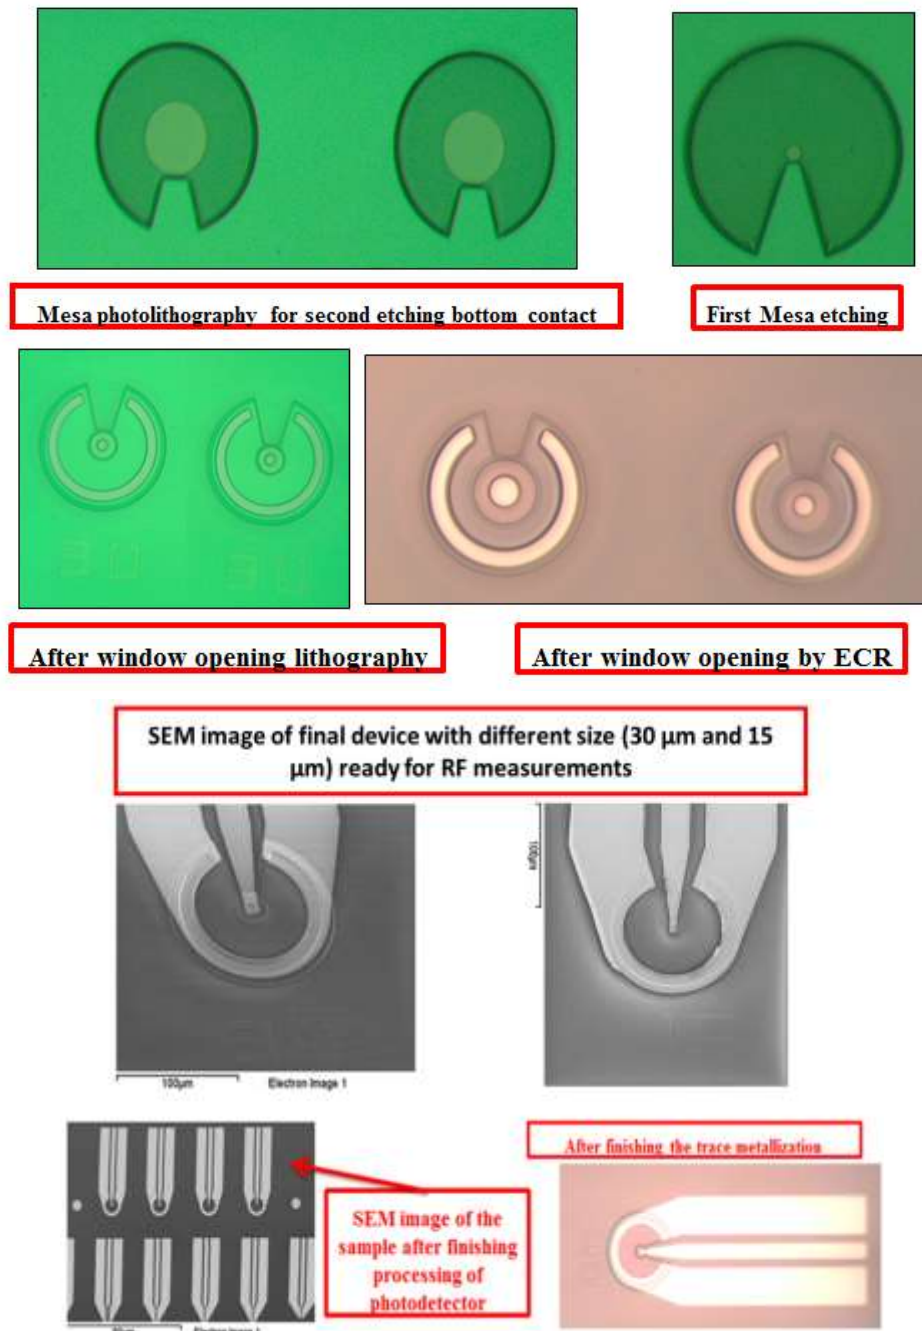 Mesa photolithography for second etching bottom contact
First Mesa etching
30
30
After window opening lithography
After window opening by ECR
SEM image of final device with different size (30 µm and 15
µm) ready for RF measurements
100µm
100µm
Electron Image 1
After finishing the trace metallization
SEM image of the
sample after finishing
processing of
photodetector
Electron Image 1